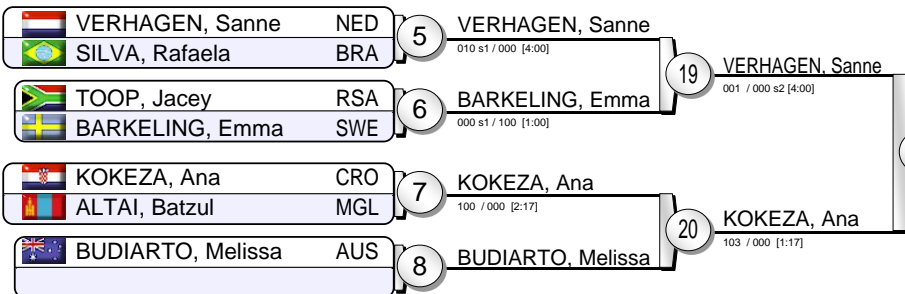 VERHAGEN, Sanne NED
SILVA, Rafaela BRA
5
VERHAGEN, Sanne
010 s1 / 000 [4:00]
TOOP, Jacey RSA
BARKELING, Emma SWE
6
BARKELING, Emma
000 s1 / 100 [1:00]
19
VERHAGEN, Sanne
001 / 000 s2 [4:00]
KOKEZA, Ana CRO
ALTAI, Batzul MGL
7
KOKEZA, Ana
100 / 000 [2:17]
BUDIARTO, Melissa AUS
8
BUDIARTO, Melissa
20
KOKEZA, Ana
103 / 000 [1:17]